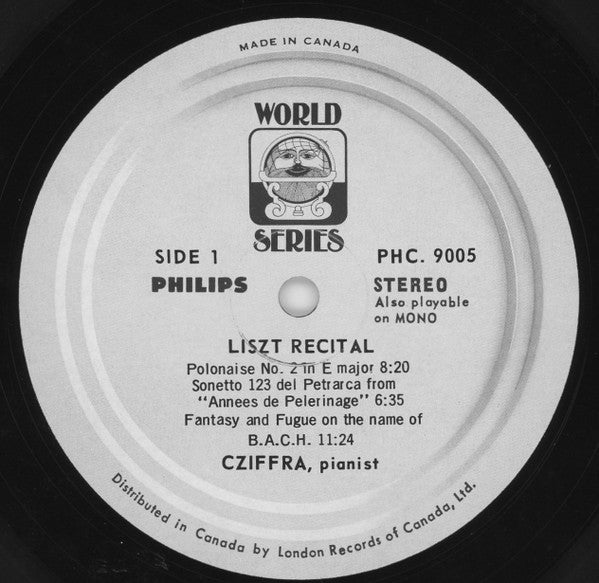 MADE IN CANADA
WORLD
SERIES
SIDE 1
PHC. 9005
PHILIPS
STEREO
Also playable
on MONO
LISZT RECITAL
Polonaise No. 2 in E major 8:20
Sonetto 123 del Petrarca from
"Annees de Pelerinage" 6:35
Fantasy and Fugue on the name of
B.A.C.H. 11:24
CZIFFRA, pianist
Distributed in Canada by London Records of Canada, Ltd.